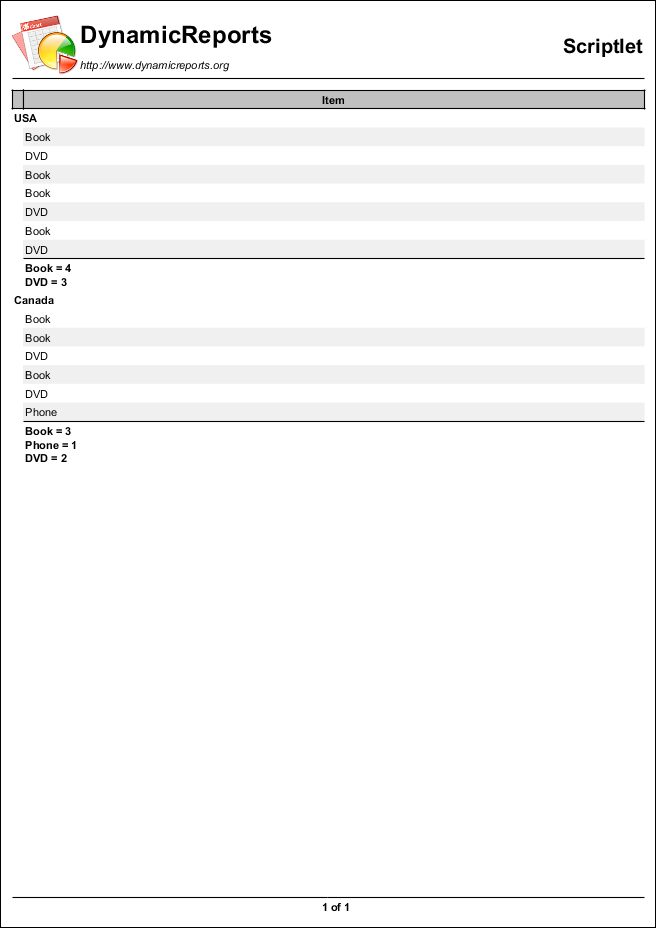 DynamicReports
http://www.dynamicreports.org
Scriptlet
Item
USA
Book
DVD
Book
Book
DVD
Book
DVD
Book = 4
DVD = 3
Canada
Book
Book
DVD
Book
DVD
Phone
Book = 3
Phone = 1
DVD = 2
1 of 1